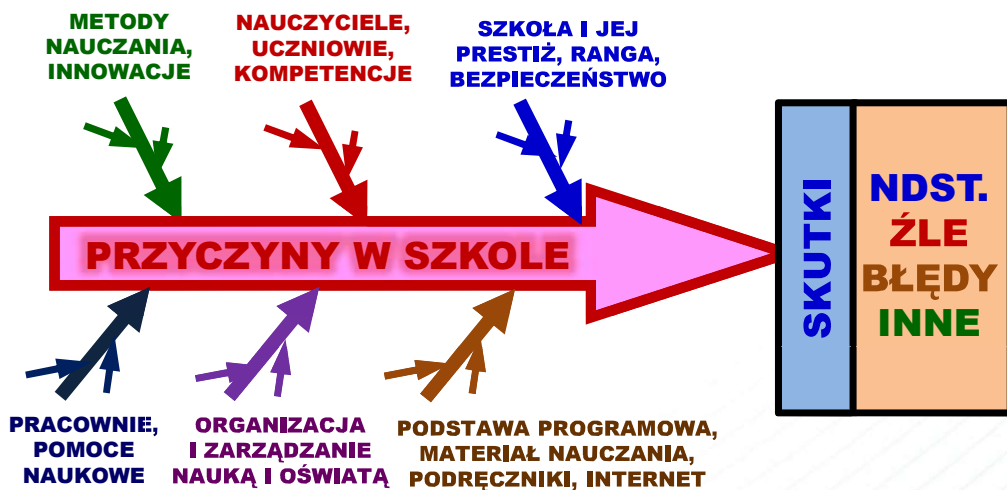 METODY
NAUCZANIA,
INNOWACJE
NAUCZYCIELE,
UCZNIOWIE,
KOMPETENCJE
SZKOŁA I JEJ
PRESTIŻ, RANGA,
BEZPIECZEŃSTWO
PRZYCZYNY W SZKOLE
SKUTKI
NDST.
ŹLE
BŁĘDY
INNE
PRACOWNIE,
POMOCE
NAUKOWE
ORGANIZACJA
I ZARZĄDZANIE
NAUKĄ I OŚWIATĄ
PODSTAWA PROGRAMOWA,
MATERIAŁ NAUCZANIA,
PODRĘCZNIKI, INTERNET